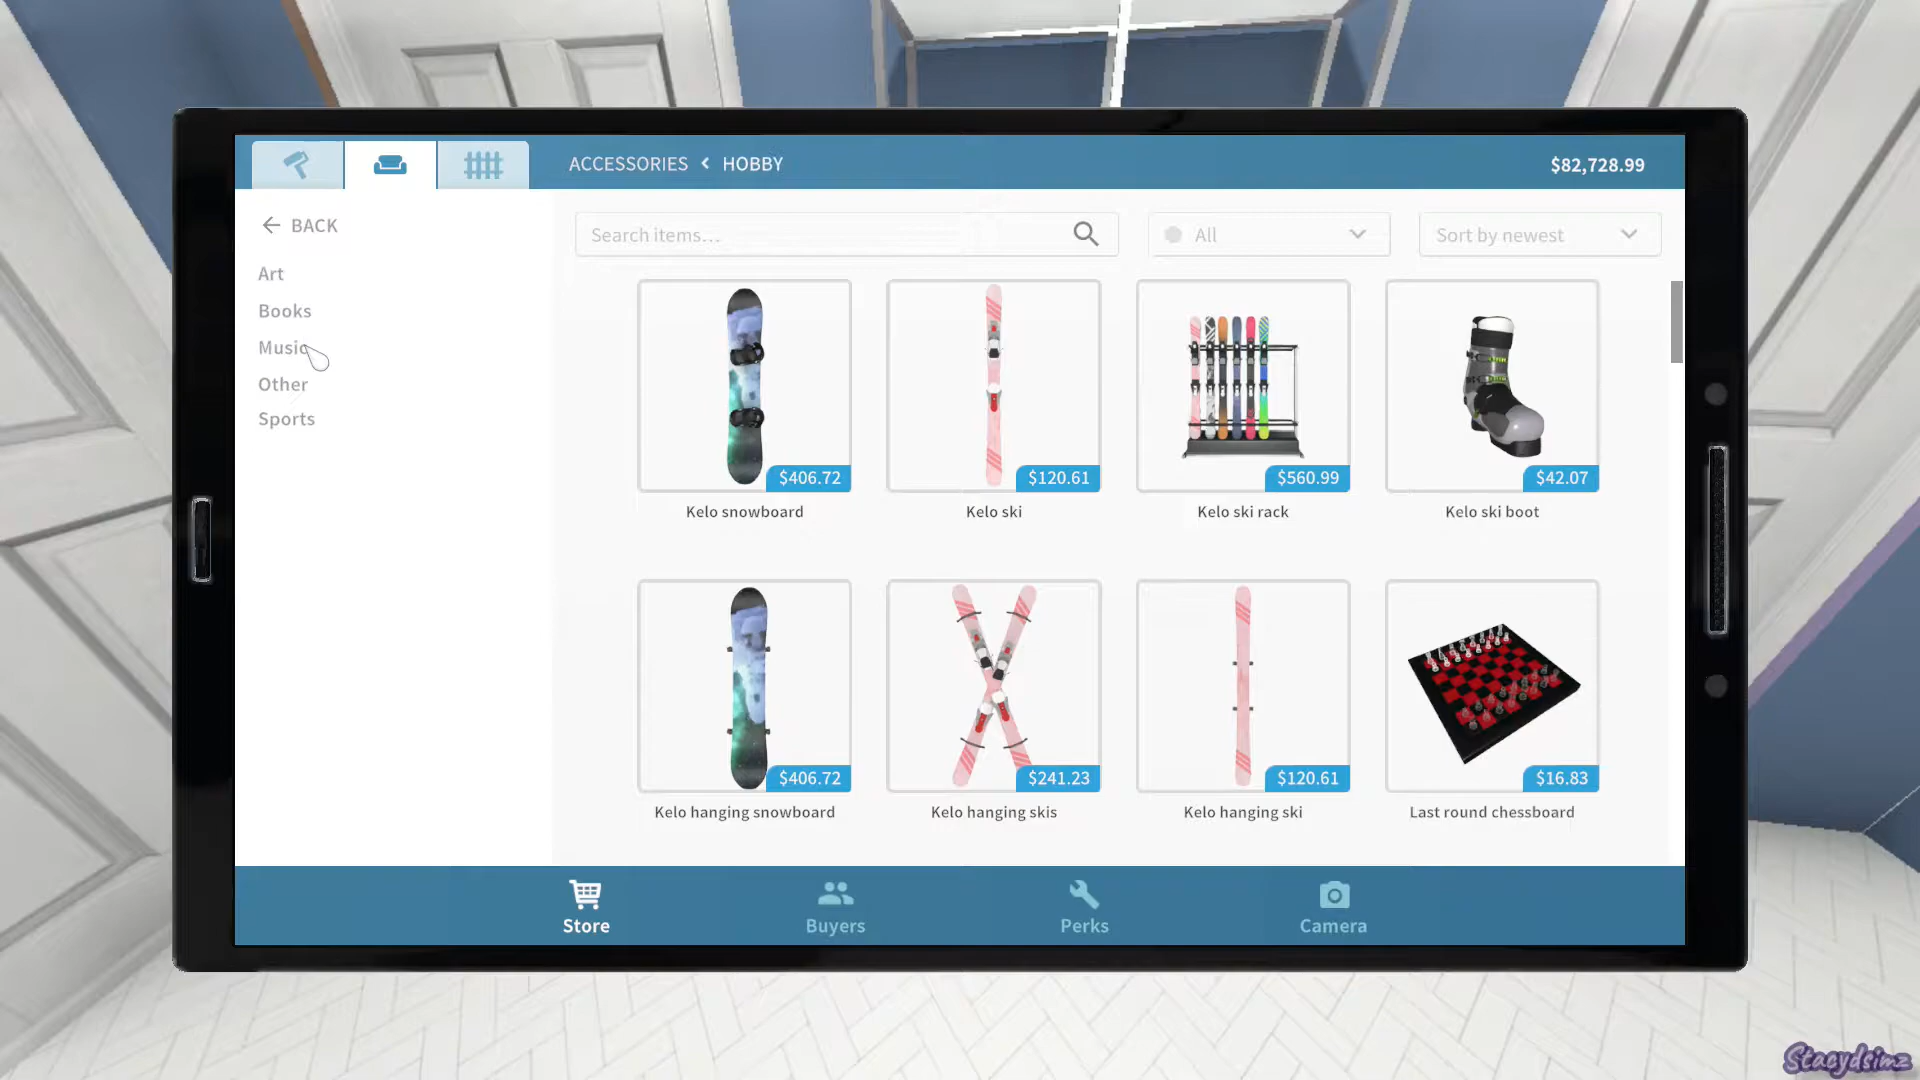 ACCESSORIES < HOBBY
$82,728.99
BACK
Search items...
All
Sort by newest
Art
Books
Music
Other
Sports
$406.72
$120.61
$560.99
$42.07
Kelo snowboard
Kelo ski
Kelo ski rack
Kelo ski boot
$406.72
$241.23
$120.61
$16.83
Kelo hanging snowboard
Kelo hanging skis
Kelo hanging ski
Last round chessboard
Store
Buyers
Perks
Camera
Stacydsimz